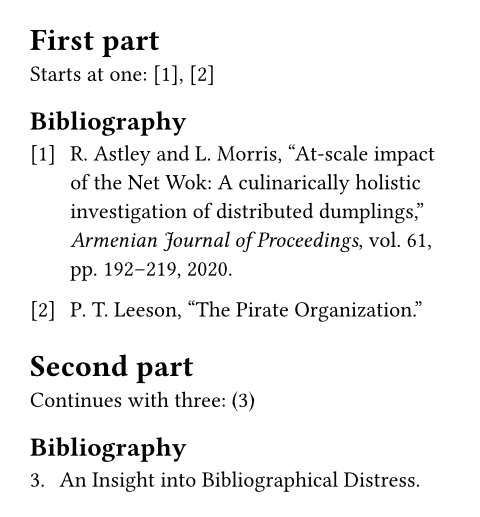 First part
Starts at one: [1], [2]
Bibliography
[1] R. Astley and L. Morris, “At-scale impact
of the Net Wok: A culinarically holistic
investigation of distributed dumplings,”
Armenian Journal of Proceedings, vol. 61,
pp. 192–219, 2020.
[2] P. T. Leeson, “The Pirate Organization.”
Second part
Continues with three: (3)
Bibliography
3. An Insight into Bibliographical Distress.